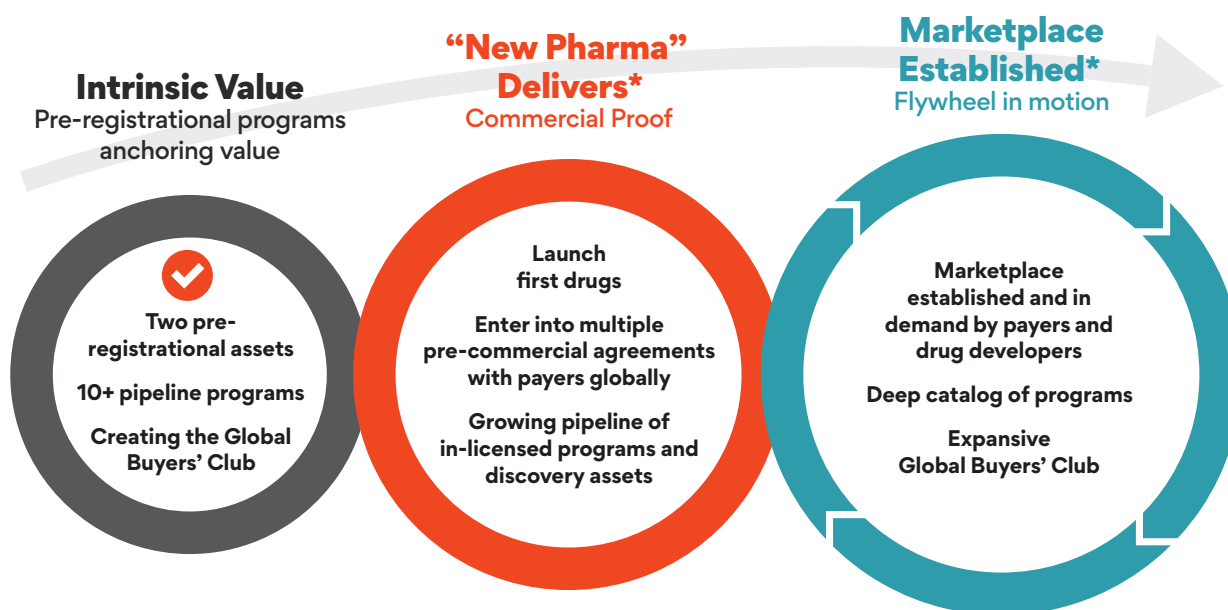 Intrinsic Value
Pre-registrational programs
anchoring value
Two pre-
registrational assets
10+ pipeline programs
Creating the Global
Buyers’ Club
“New Pharma”
Delivers*
Commercial Proof
Launch
first drugs
Enter into multiple
pre-commercial agreements
with payers globally
Growing pipeline of
in-licensed programs and
discovery assets
Marketplace
Established*
Flywheel in motion
Marketplace
established and in
demand by payers and
drug developers
Deep catalog of programs
Expansive
Global Buyers’ Club